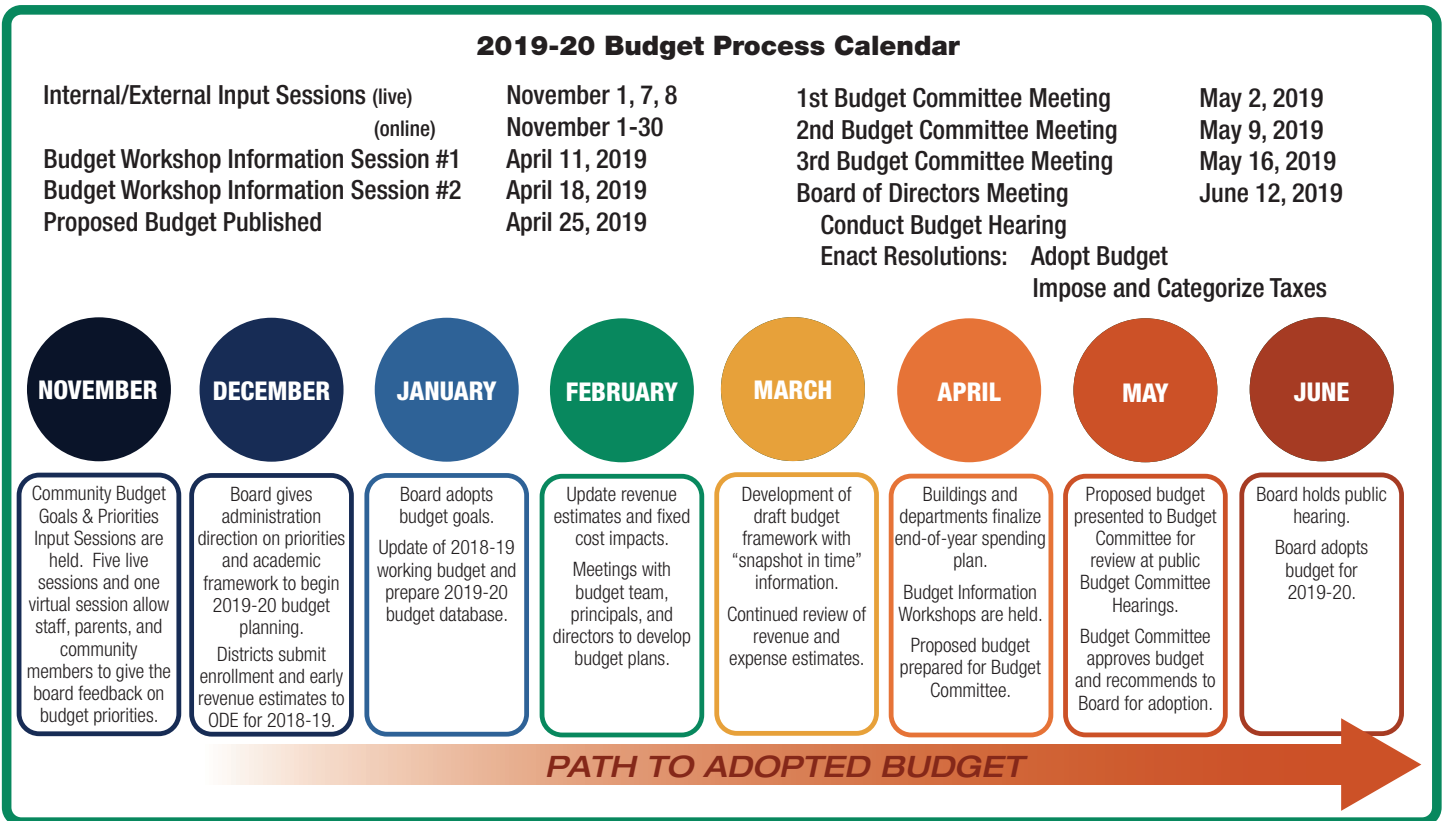 2019-20 Budget Process Calendar
Internal/External Input Sessions (live) November 1, 7, 8
(online) November 1-30
Budget Workshop Information Session #1 April 11, 2019
Budget Workshop Information Session #2 April 18, 2019
Proposed Budget Published April 25, 2019
1st Budget Committee Meeting May 2, 2019
2nd Budget Committee Meeting May 9, 2019
3rd Budget Committee Meeting May 16, 2019
Board of Directors Meeting June 12, 2019
Conduct Budget Hearing
Enact Resolutions: Adopt Budget
Impose and Categorize Taxes
NOVEMBER
Community Budget
Goals & Priorities
Input Sessions are
held. Five live
sessions and one
virtual session allow
staff, parents, and
community
members to give the
board feedback on
budget priorities.
DECEMBER
Board gives
administration
direction on priorities
and academic
framework to begin
2019-20 budget
planning.
Districts submit
enrollment and early
revenue estimates to
ODE for 2018-19.
JANUARY
Board adopts
budget goals.
Update of 2018-19
working budget and
prepare 2019-20
budget database.
FEBRUARY
Update revenue
estimates and fixed
cost impacts.
Meetings with
budget team,
principals, and
directors to develop
budget plans.
MARCH
Development of
draft budget
framework with
“snapshot in time”
information.
Continued review of
revenue and
expense estimates.
APRIL
Buildings and
departments finalize
end-of-year spending
plan.
Budget Information
Workshops are held.
Proposed budget
prepared for Budget
Committee.
MAY
Proposed budget
presented to Budget
Committee for
review at public
Budget Committee
Hearings.
Budget Committee
approves budget
and recommends to
Board for adoption.
JUNE
Board holds public
hearing.
Board adopts
budget for
2019-20.
PATH TO ADOPTED BUDGET